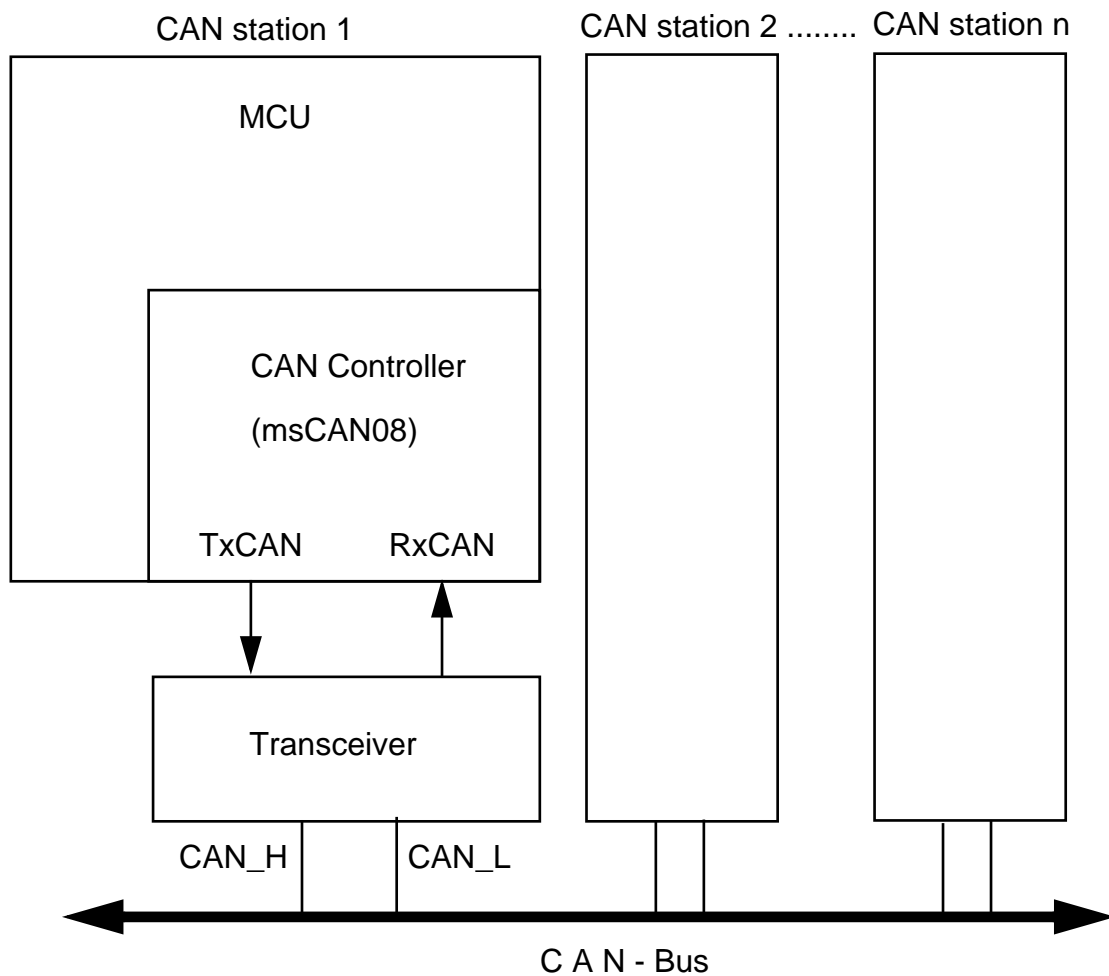 CAN station 1
CAN station 2 ........ CAN station n
MCU
CAN Controller
(msCAN08)
TxCAN
RxCAN
Transceiver
CAN_H
CAN_L
C A N - Bus